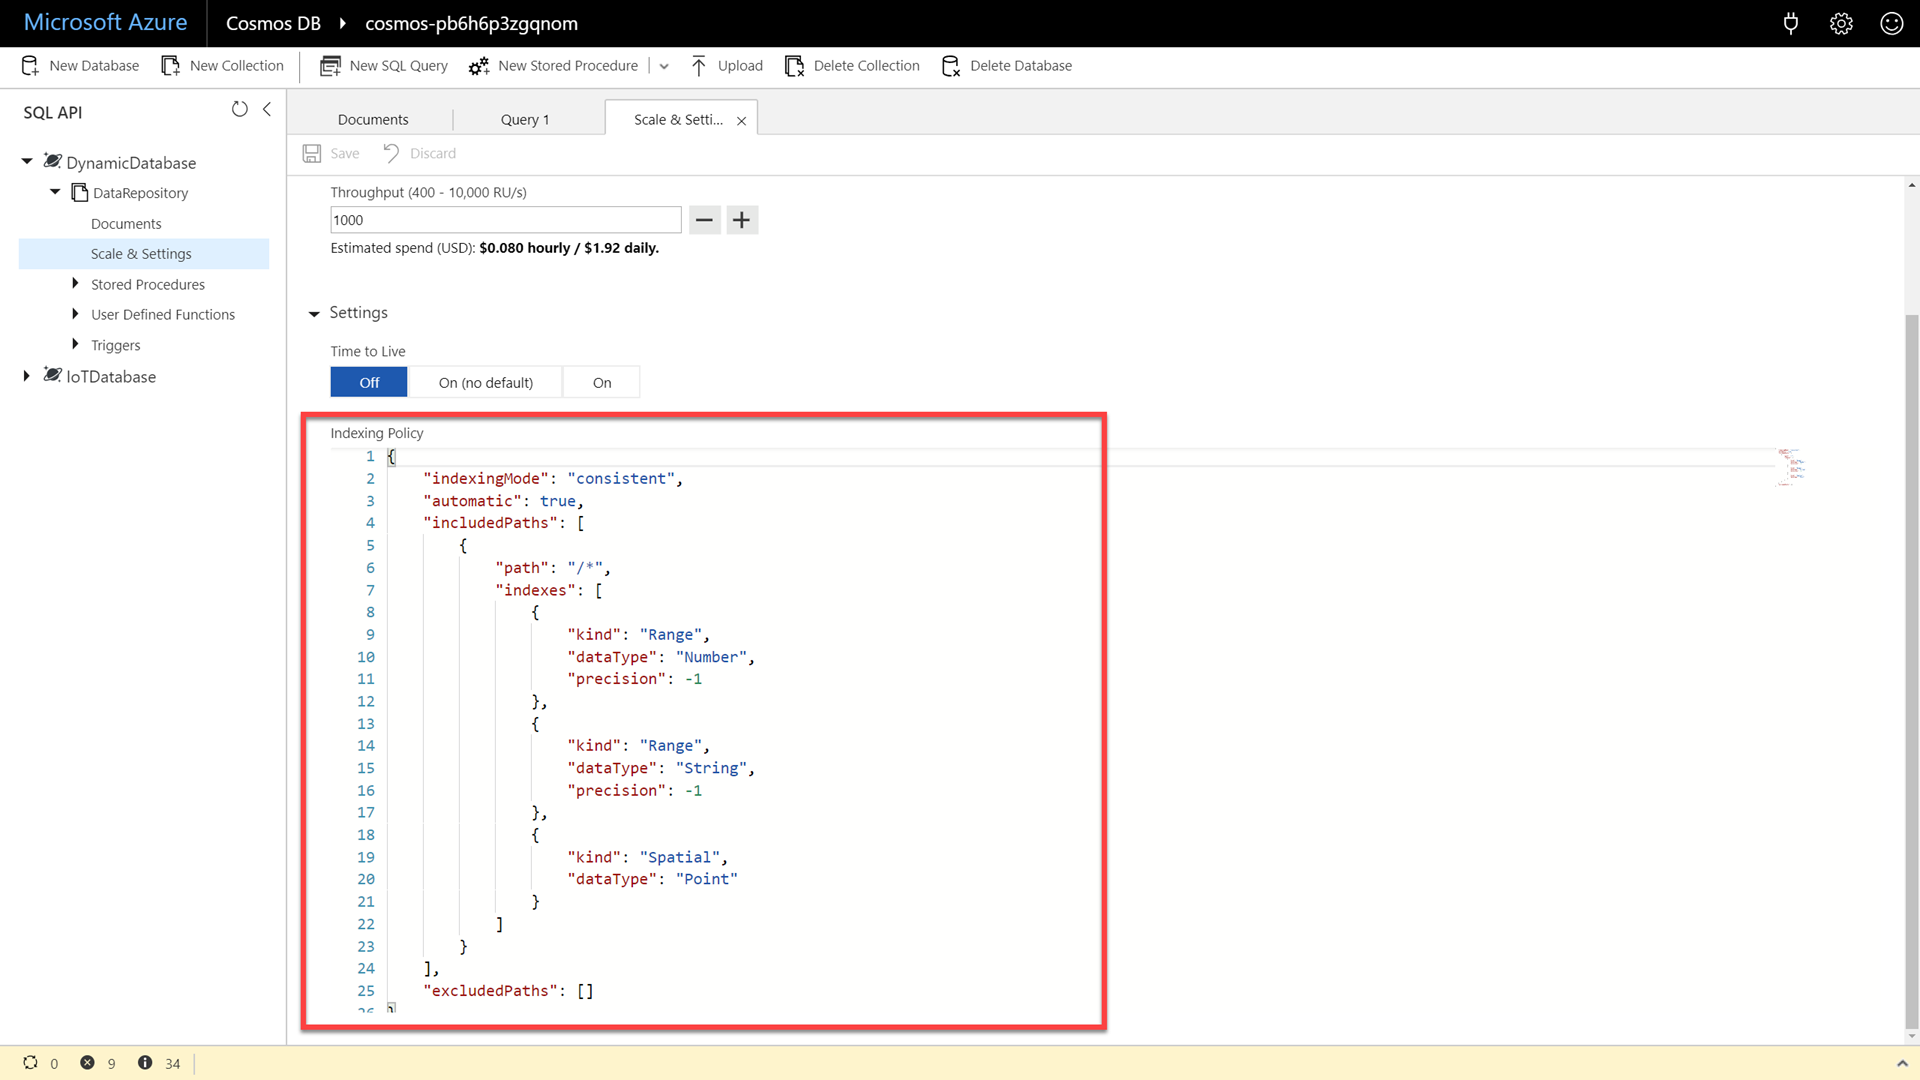 Microsoft Azure Cosmos DB cosmos-pb6h6p3zgqnom
New Database New Collection New SQL Query New Stored Procedure Upload Delete Collection Delete Database
SQL API
DynamicDatabase
DataRepository
Documents
Scale & Settings
Stored Procedures
User Defined Functions
Triggers
IoTDatabase
Documents Query 1 Scale & Setti...
Save Discard
Throughput (400 - 10,000 RU/s)
1000
Estimated spend (USD): $0.080 hourly / $1.92 daily.
Settings
Time to Live
Off On (no default) On
Indexing Policy
1 {
2 "indexingMode": "consistent",
3 "automatic": true,
4 "includedPaths": [
5 {
6 "path": "/*",
7 "indexes": [
8 {
9 "kind": "Range",
10 "dataType": "Number",
11 "precision": -1
12 },
13 {
14 "kind": "Range",
15 "dataType": "String",
16 "precision": -1
17 },
18 {
19 "kind": "Spatial",
20 "dataType": "Point"
21 }
22 ]
23 }
24 ],
25 "excludedPaths": []
26 }
0 9 34